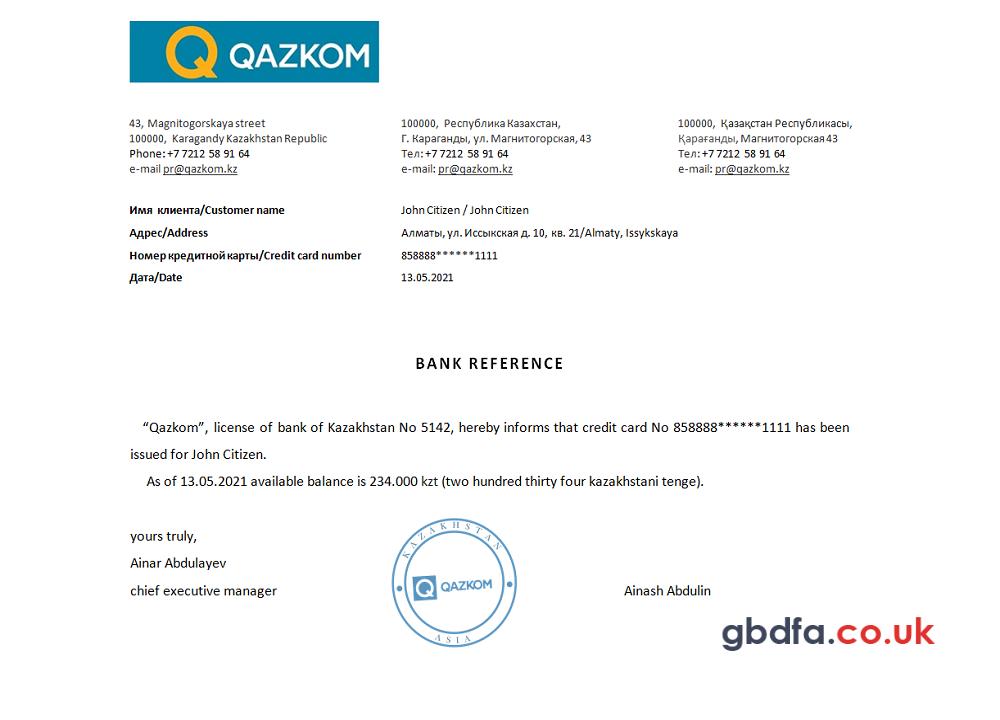 QAZKOM
43, Magnitogorskaya street
100000, Karagandy Kazakhstan Republic
Phone: +7 7212 58 91 64
e-mail pr@qazkom.kz
100000, Республика Казахстан,
Г. Караганды, ул. Магнитогорская, 43
Тел: +7 7212 58 91 64
e-mail: pr@qazkom.kz
100000, Қазақстан Республикасы,
Қарағанды, Магнитогорская43
Тел: +7 7212 58 91 64
e-mail: pr@qazkom.kz
Имя клиента/Customer name John Citizen / John Citizen
Адрес/Address Алматы, ул. Иссыкская д. 10, кв. 21/Almaty, Issykskaya
Номер кредитной карты/Credit card number 858888******1111
Дата/Date 13.05.2021
BANK REFERENCE
“Qazkom”, license of bank of Kazakhstan No 5142, hereby informs that credit card No 858888******1111 has been
issued for John Citizen.
As of 13.05.2021 available balance is 234.000 kzt (two hundred thirty four kazakhstani tenge).
yours truly,
Ainar Abdulayev
chief executive manager
KAZAKHSTAN
QAZKOM
ASIA
Ainash Abdulin
gbdfa.co.uk